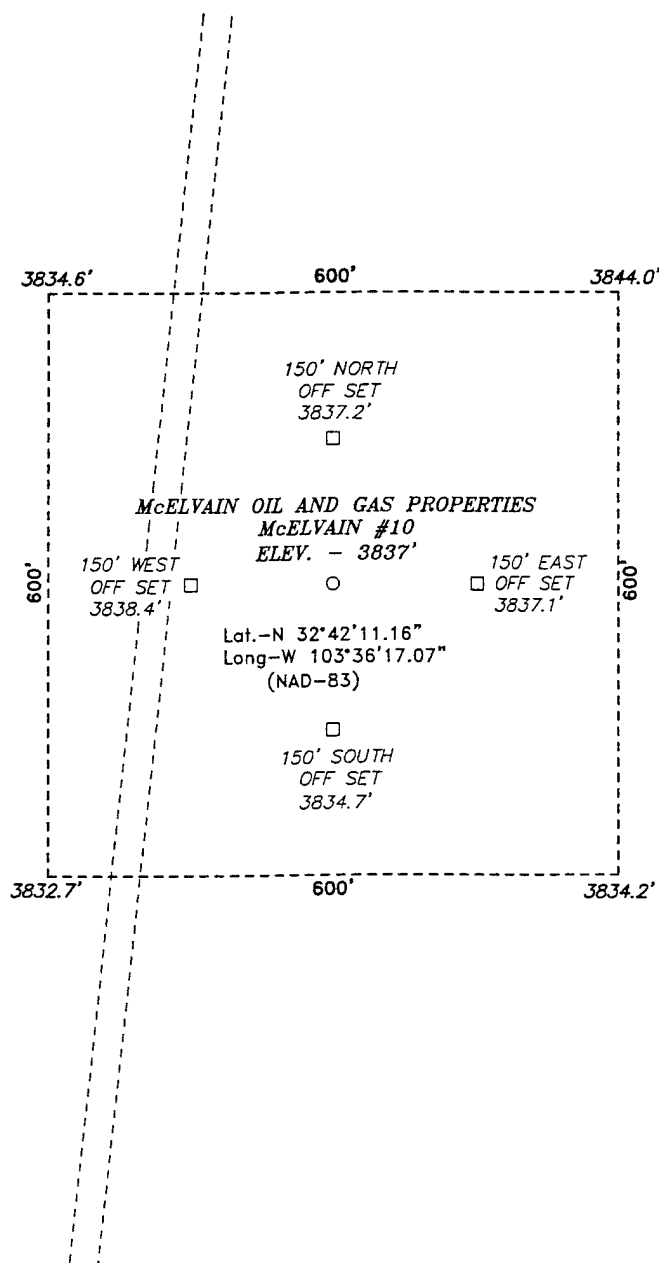 3834.6'
600'
3844.0'
150' NORTH
OFF SET
3837.2'
McELVAIN OIL AND GAS PROPERTIES
McELVAIN #10
ELEV. - 3837'
150' WEST
OFF SET
3838.4'
150' EAST
OFF SET
3837.1'
600'
600'
Lat.-N 32°42'11.16"
Long-W 103°36'17.07"
(NAD-83)
150' SOUTH
OFF SET
3834.7'
3832.7'
600'
3834.2'